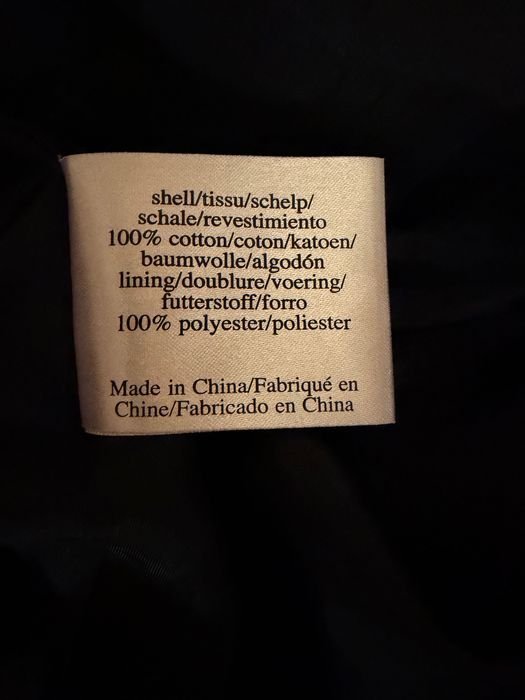 shell/tissu/schelp/
schale/revestimiento
100% cotton/coton/katoen/
baumwolle/algodón
lining/doublure/voering/
futterstoff/forro
100% polyester/poliester
Made in China/Fabriqué en
Chine/Fabricado en China